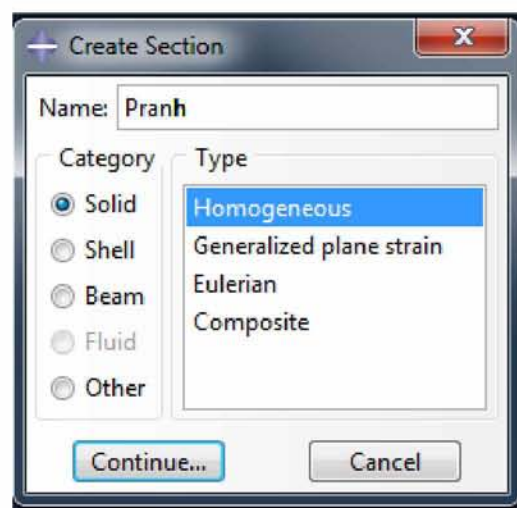 Create Section
Name: Pranh
Category
Type
Solid
Shell
Beam
Fluid
Other
Homogeneous
Generalized plane strain
Eulerian
Composite
Continue...
Cancel